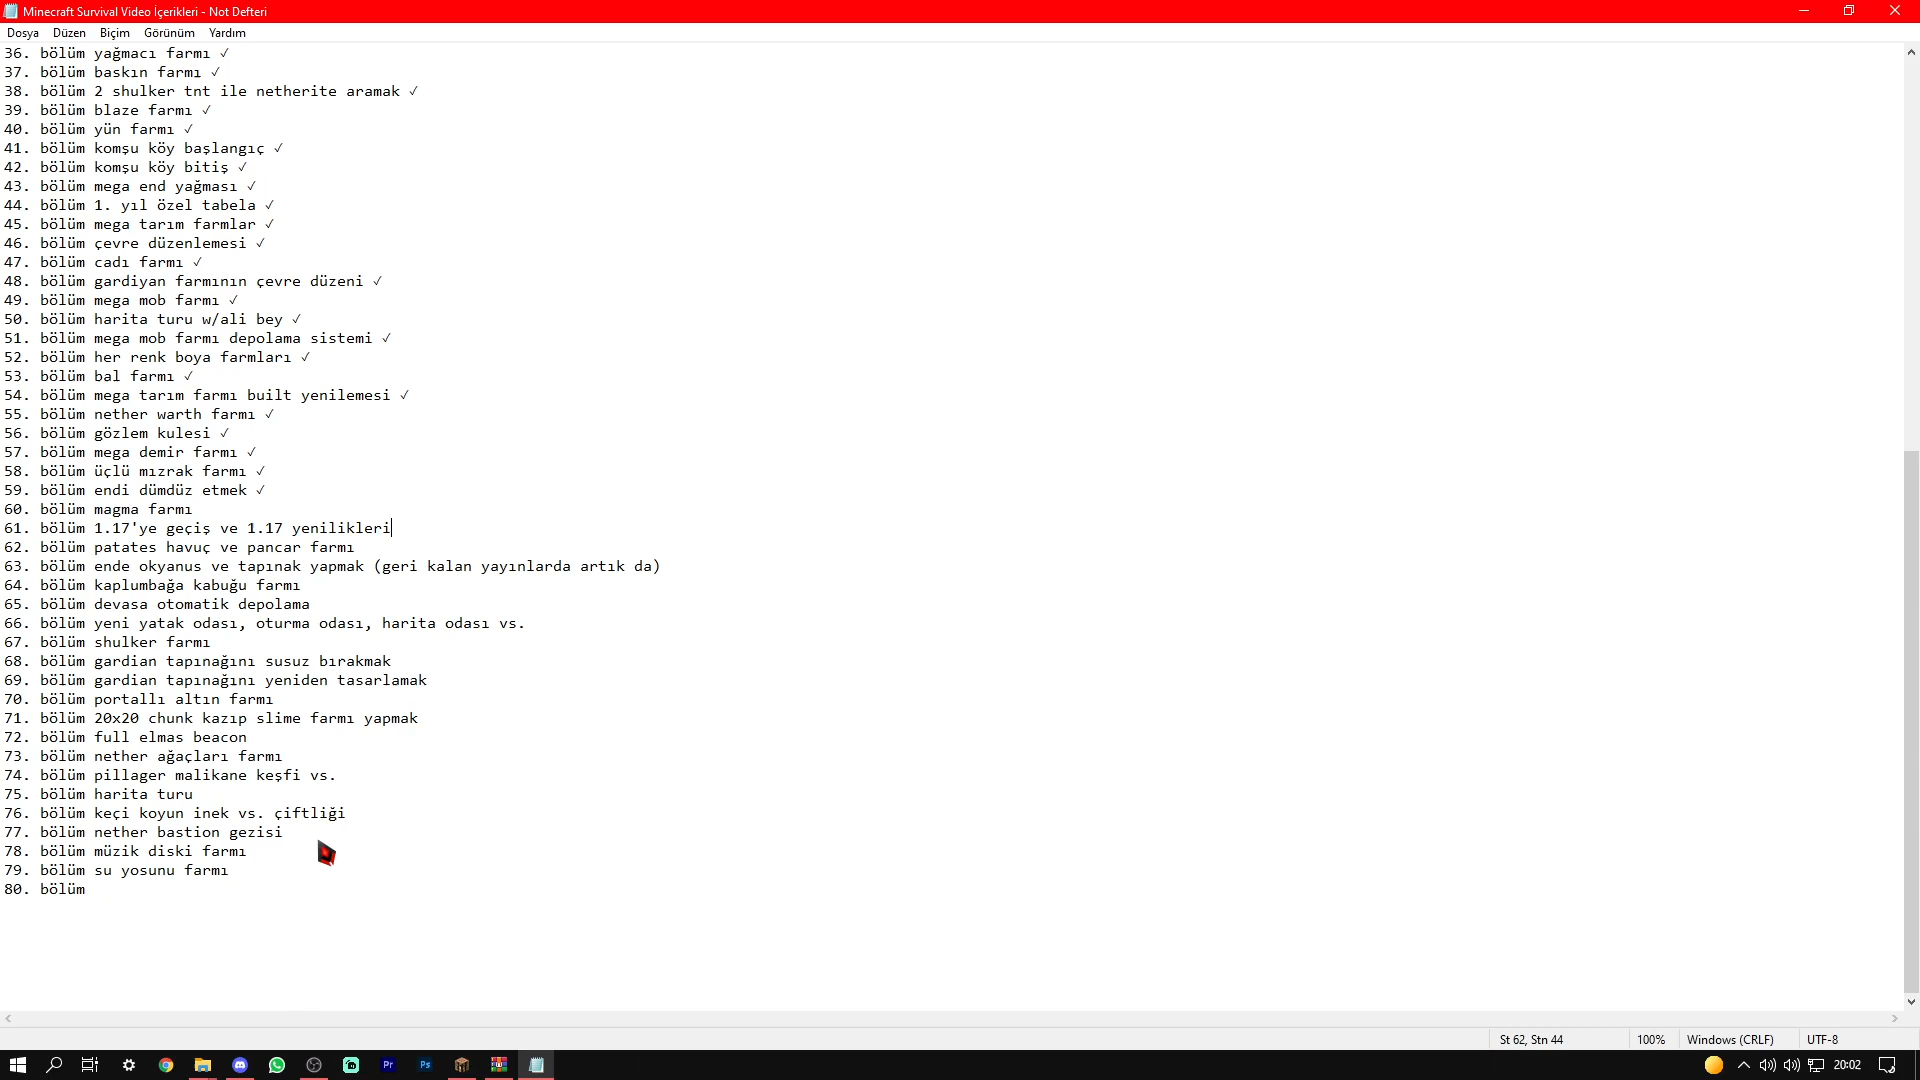 Minecraft Survival Video İçerikleri - Not Defteri
Dosya Düzen Biçim Görünüm Yardım
36. bölüm yağmacı farmı ✓
37. bölüm baskın farmı ✓
38. bölüm 2 shulker tnt ile netherite aramak ✓
39. bölüm blaze farmı ✓
40. bölüm yün farmı ✓
41. bölüm komşu köy başlangıç ✓
42. bölüm komşu köy bitiş ✓
43. bölüm mega end yağması ✓
44. bölüm 1. yıl özel tabela ✓
45. bölüm mega tarım farmlar ✓
46. bölüm çevre düzenlemesi ✓
47. bölüm cadı farmı ✓
48. bölüm gardiyan farmının çevre düzeni ✓
49. bölüm mega mob farmı ✓
50. bölüm harita turu w/ali bey ✓
51. bölüm mega mob farmı depolama sistemi ✓
52. bölüm her renk boya farmları ✓
53. bölüm bal farmı ✓
54. bölüm mega tarım farmı built yenilemesi ✓
55. bölüm nether warth farmı ✓
56. bölüm gözlem kulesi ✓
57. bölüm mega demir farmı ✓
58. bölüm üçlü mızrak farmı ✓
59. bölüm endi dümdüz etmek ✓
60. bölüm magma farmı
61. bölüm 1.17'ye geçiş ve 1.17 yenilikleri
62. bölüm patates havuç ve pancar farmı
63. bölüm ende okyanus ve tapınak yapmak (geri kalan yayınlarda artık da)
64. bölüm kaplumbağa kabuğu farmı
65. bölüm devasa otomatik depolama
66. bölüm yeni yatak odası, oturma odası, harita odası vs.
67. bölüm shulker farmı
68. bölüm gardian tapınağını susuz bırakmak
69. bölüm gardian tapınağını yeniden tasarlamak
70. bölüm portallı altın farmı
71. bölüm 20x20 chunk kazıp slime farmı yapmak
72. bölüm full elmas beacon
73. bölüm nether ağaçları farmı
74. bölüm pillager malikane keşfi vs.
75. bölüm harita turu
76. bölüm keçi koyun inek vs. çiftliği
77. bölüm nether bastion gezisi
78. bölüm müzik diski farmı
79. bölüm su yosunu farmı
80. bölüm
St 62, Stn 44 100% Windows (CRLF) UTF-8
Pr Ps 20:02